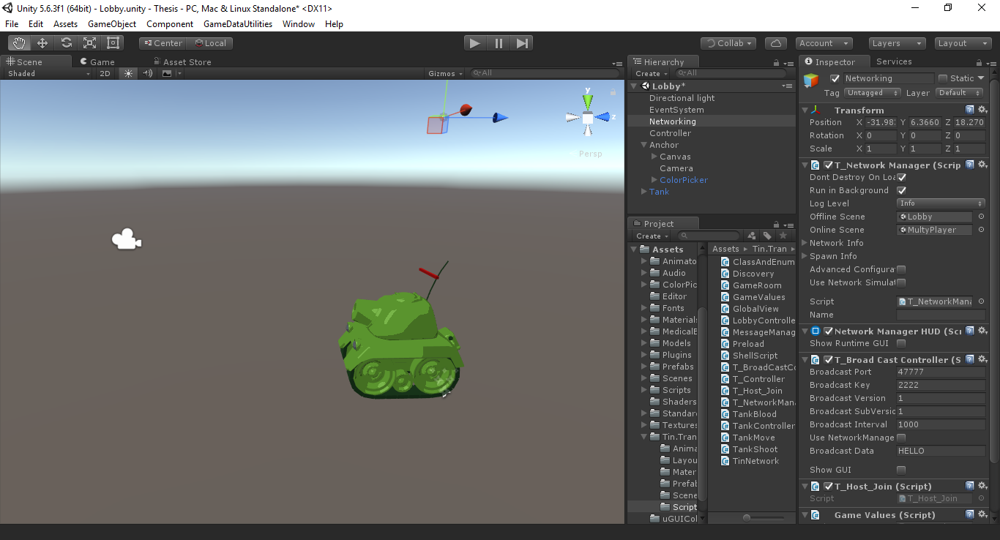 Unity 5.6.3f1 (64bit) - Lobby.unity - Thesis - PC, Mac & Linux Standalone* <DX11>
File Edit Assets GameObject Component GameDataUtilities Window Help
Center Local Collab Account Layers Layout
Scene Game Asset Store
Shaded 2D Gizmos All
y
z
Persp
Hierarchy
Create All
Lobby*
Directional light
EventSystem
Networking
Controller
Anchor
Canvas
Camera
ColorPicker
Tank
Project
Create
Assets
Animato
Audio
ColorPic
Editor
Fonts
Materials
MedicalE
Models
Plugins
Prefabs
Scenes
Scripts
Shaders
Standar
Textures
Tin.Tran
Anima
Layou
Mater
Prefab
Scene
Script
uGUICol
Assets Tin.Tran
ClassAndEnum
Discovery
GameRoom
GameValues
GlobalView
LobbyControlle
MessageManag
Preload
ShellScript
T_BroadCastCo
T_Controller
T_Host_Join
T_NetworkMana
TankBlood
TankController
TankMove
TankShoot
TinNetwork
Inspector Services
Networking Static
Tag Untagged Layer Default
Transform
Position X -31.98 Y 6.3660 Z 18.270
Rotation X 0 Y 0 Z 0
Scale X 1 Y 1 Z 1
T_Network Manager (Scrip
Dont Destroy On Loa
Run in Background
Log Level Info
Offline Scene Lobby
Online Scene MultyPlayer
Network Info
Spawn Info
Advanced Configurat
Use Network Simulat
Script T_NetworkMana
Name
Network Manager HUD (Scr
Show Runtime GUI
T_Broad Cast Controller (S
Broadcast Port 47777
Broadcast Key 2222
Broadcast Version 1
Broadcast SubVersic 1
Broadcast Interval 1000
Use NetworkManage
Broadcast Data HELLO
Show GUI
T_Host_Join (Script)
Script T_Host_Join
Game Values (Script)